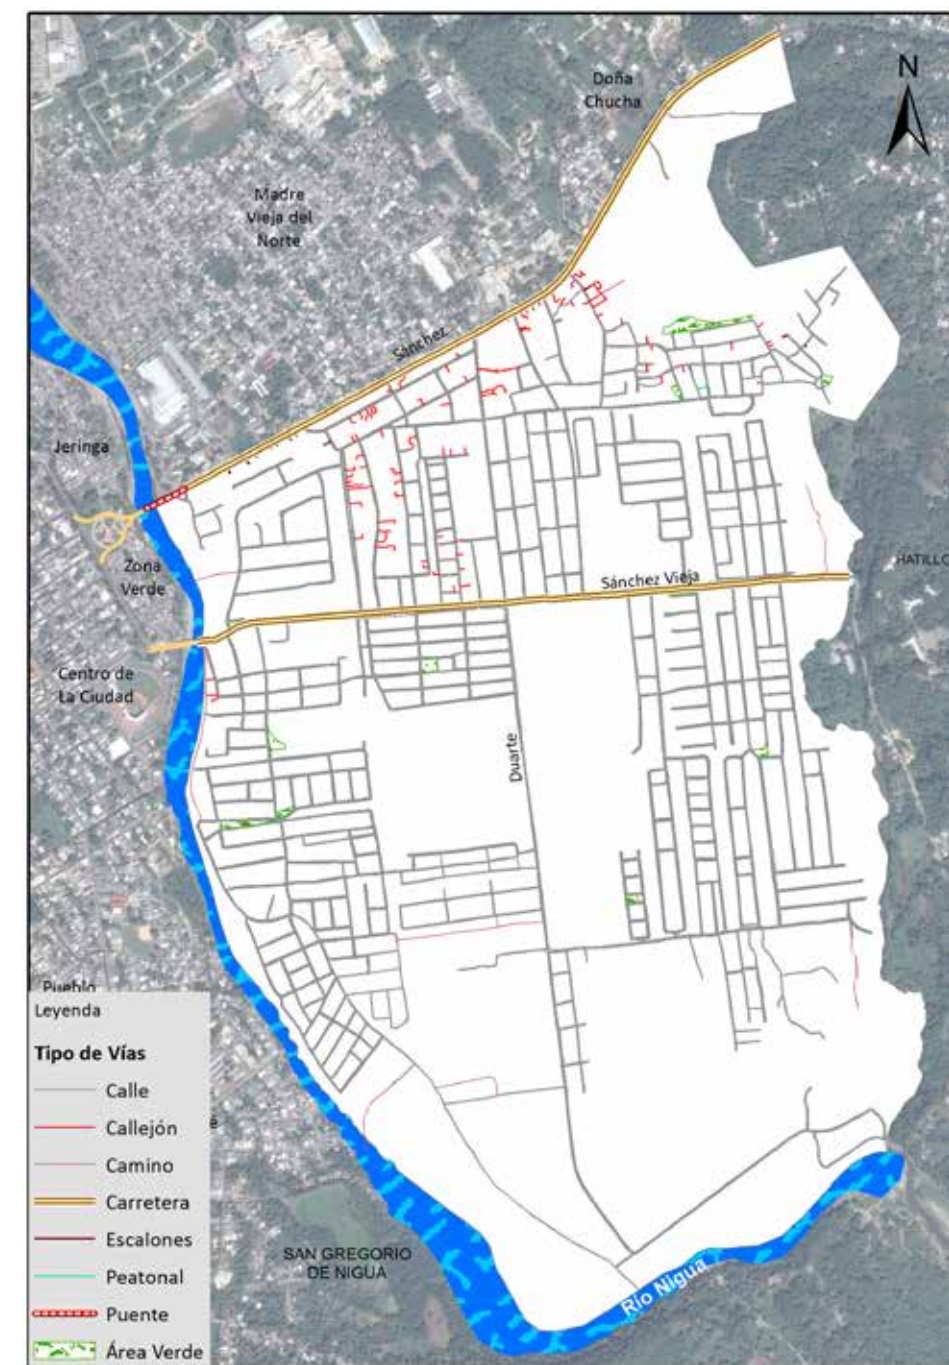 N
Doña
Chucha
Madre
Vieja del
Norte
Sánchez
Jeringa
Zona
Verde
HATILLO
Sánchez Vieja
Centro de
La Ciudad
Duarte
Pueblo
Leyenda
Tipo de Vías
Calle
Callejón
é
Camino
Carretera
Escalones
Peatonal
Puente
Área Verde
SAN GREGORIO
DE NIGUA
Río Nigua